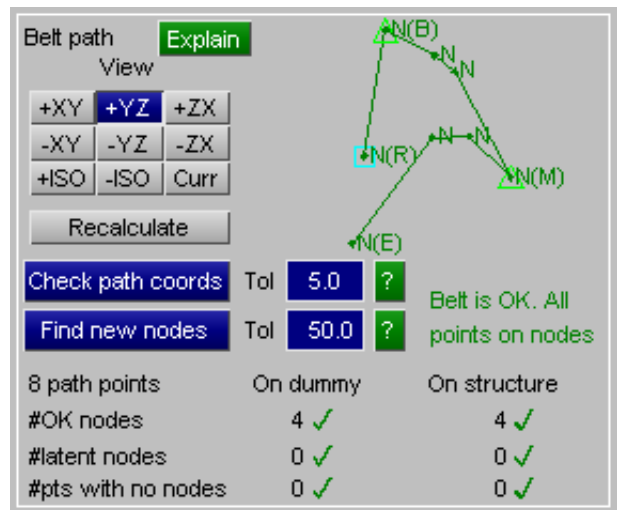 Belt path Explain
View
+XY +YZ +ZX
-XY -YZ -ZX
+ISO -ISO Curr
Recalculate
N(B)
N
N
N(R)
N N
N(M)
N(E)
Check path coords Tol 5.0 ?
Find new nodes Tol 50.0 ?
Belt is OK. All
points on nodes
8 path points On dummy On structure
#OK nodes 4 ✓ 4 ✓
#latent nodes 0 ✓ 0 ✓
#pts with no nodes 0 ✓ 0 ✓